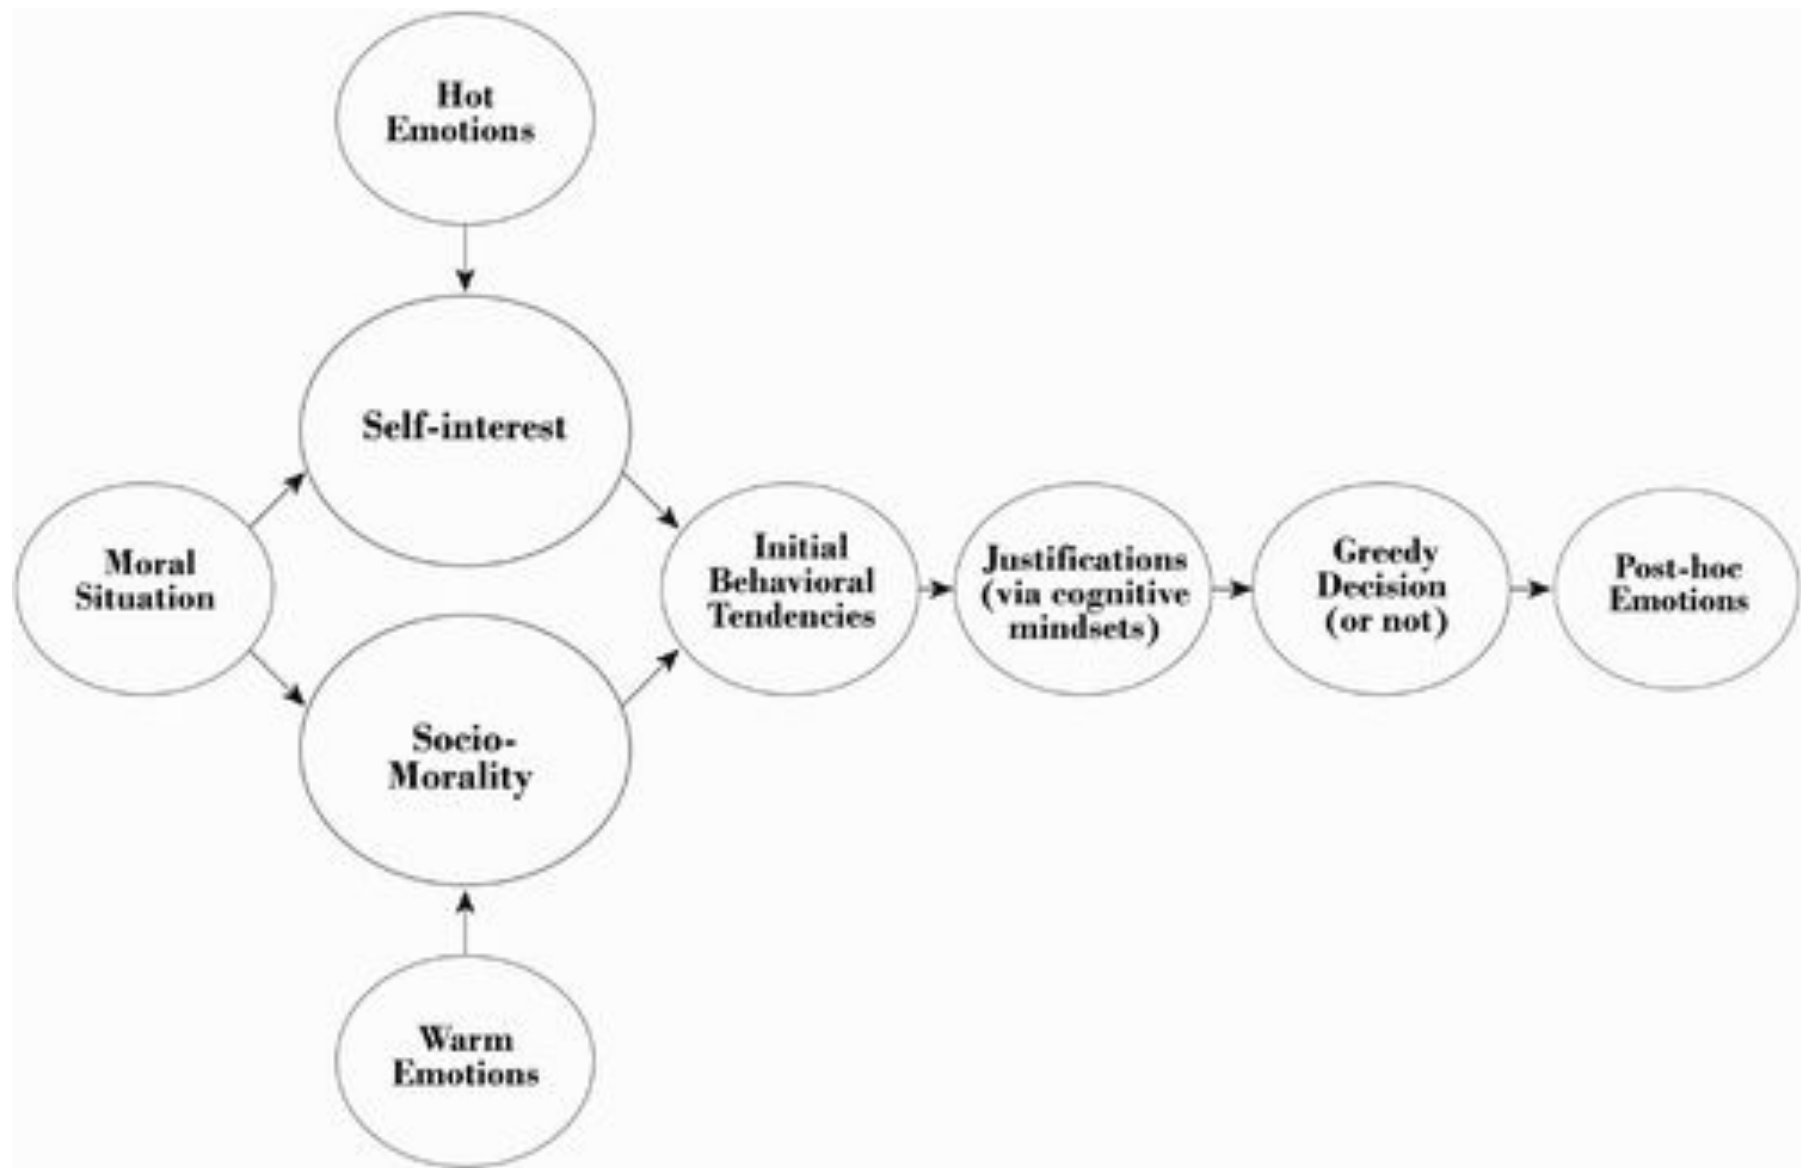 Hot
Emotions
Self-interest
Moral
Situation
Initial
Behavioral
Tendencies
Justifications
(via cognitive
mindsets)
Greedy
Decision
(or not)
Post-hoc
Emotions
Socio-
Morality
Warm
Emotions